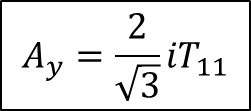 A_y = \frac{2}{\sqrt{3}} iT_{11}